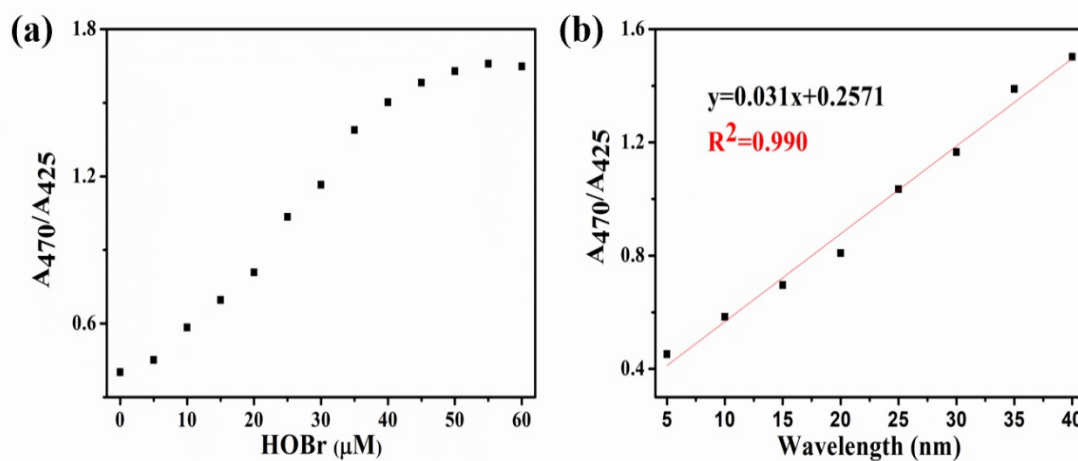 (a)
1.8
1.2
0.6
A470/A425
0 10 20 30 40 50 60
HOBr (μM)
(b)
1.6
1.2
0.8
0.4
A470/A425
y=0.031x+0.2571
R²=0.990
5 10 15 20 25 30 35 40
Wavelength (nm)